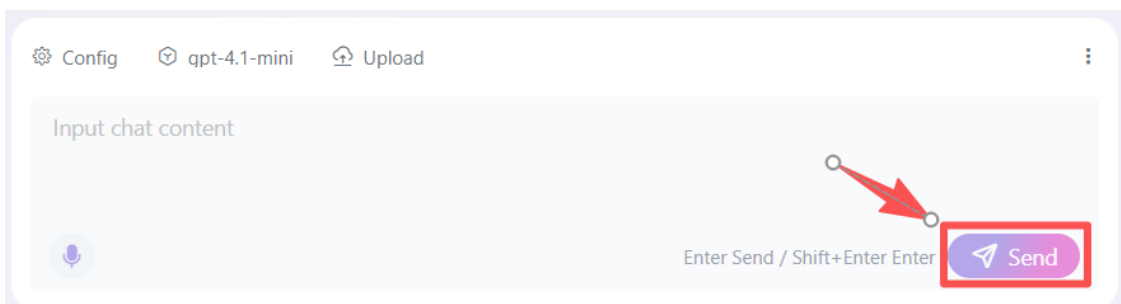 Config gpt-4.1-mini Upload
Input chat content
Enter Send / Shift+Enter Enter Send